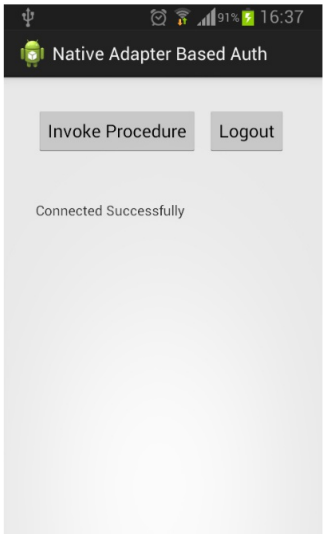 91% 16:37
Native Adapter Based Auth
Invoke Procedure Logout
Connected Successfully